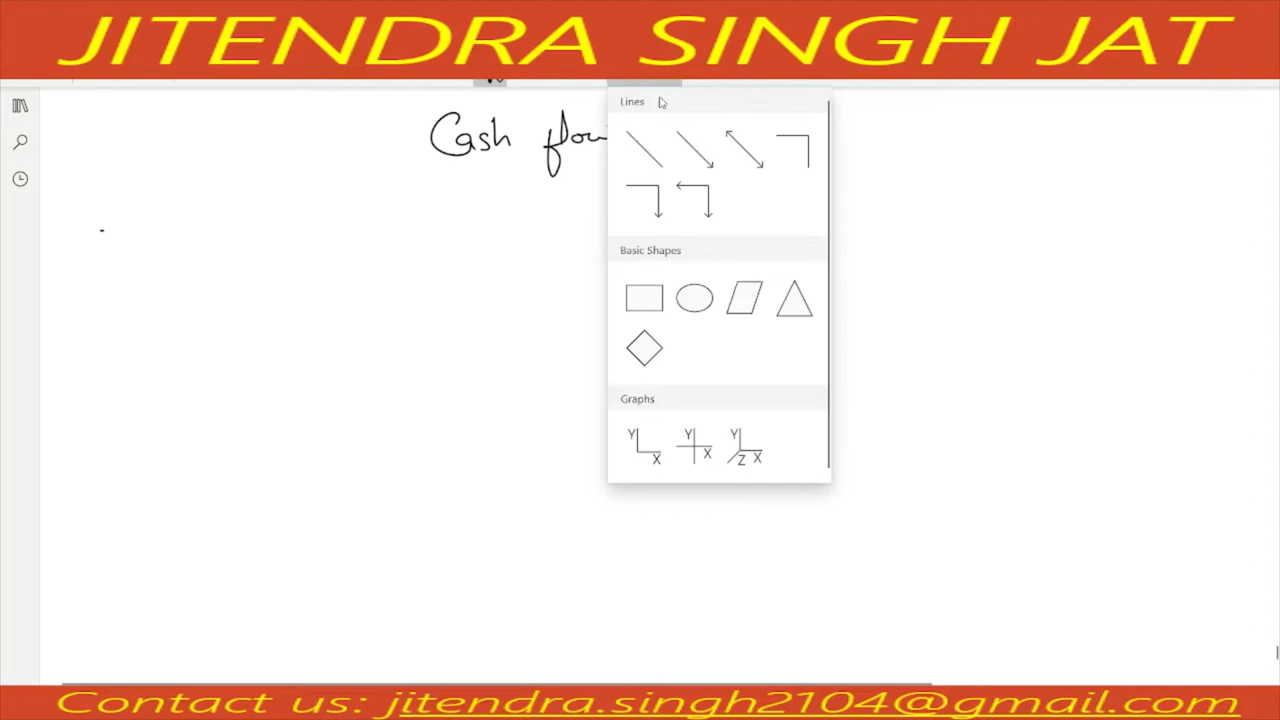 JITENDRA SINGH JAT
Lines
Cash flow
Basic Shapes
Graphs
Y
X
Y
X
Y
Z
X
Contact us: jitendra.singh2104@gmail.com